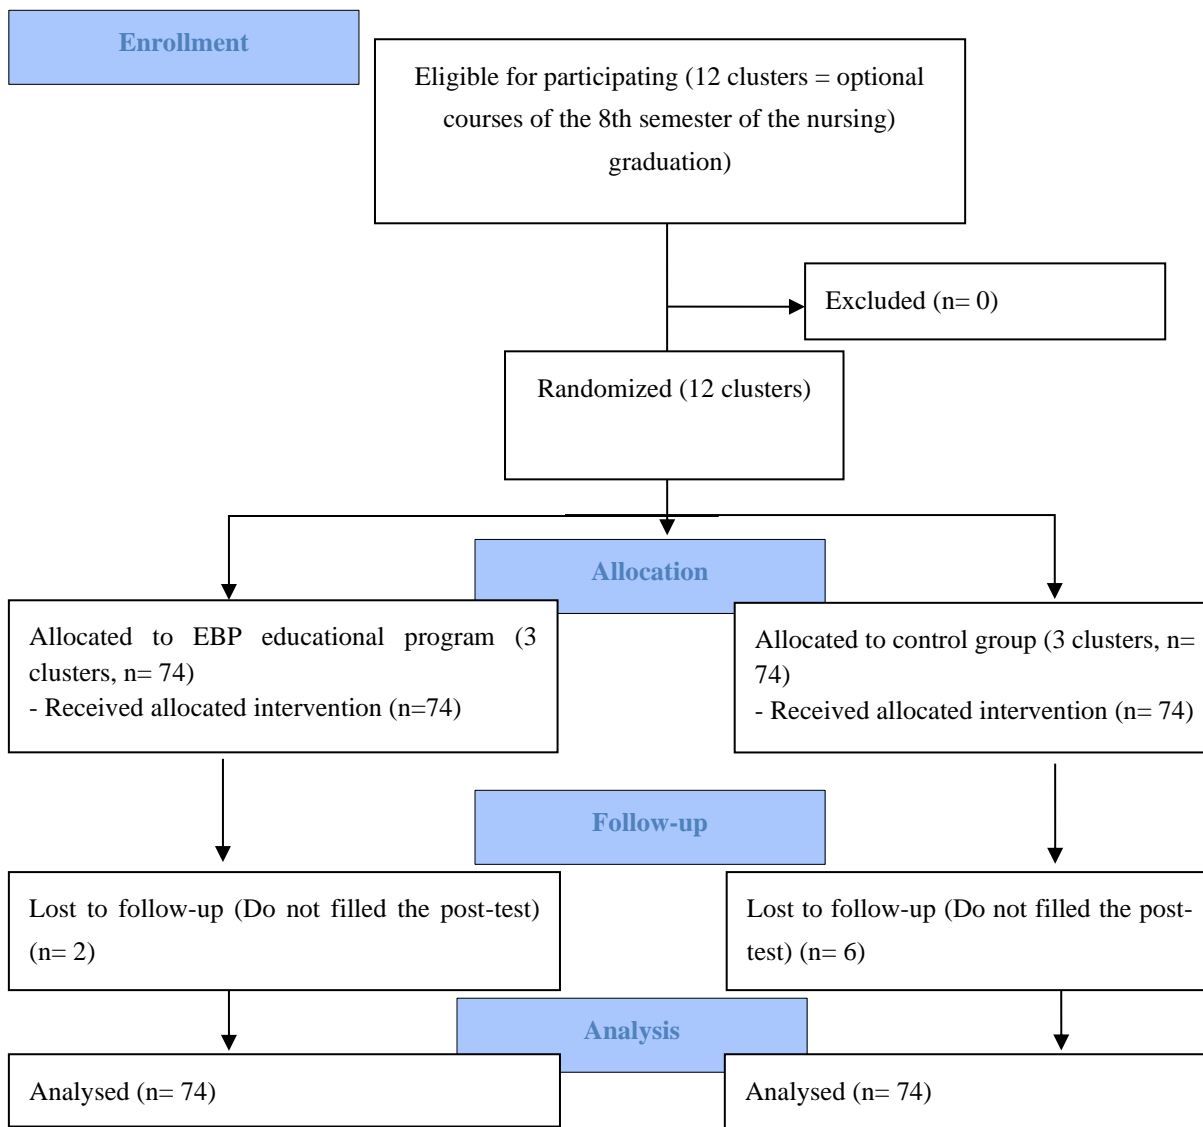 Enrollment
Eligible for participating (12 clusters = optional
courses of the 8th semester of the nursing)
graduation)
Excluded (n= 0)
Randomized (12 clusters)
Allocation
Allocated to EBP educational program (3
clusters, n= 74)
- Received allocated intervention (n=74)
Allocated to control group (3 clusters, n=
74)
- Received allocated intervention (n= 74)
Follow-up
Lost to follow-up (Do not filled the post-test)
(n= 2)
Lost to follow-up (Do not filled the post-
test) (n= 6)
Analysis
Analysed (n= 74)
Analysed (n= 74)